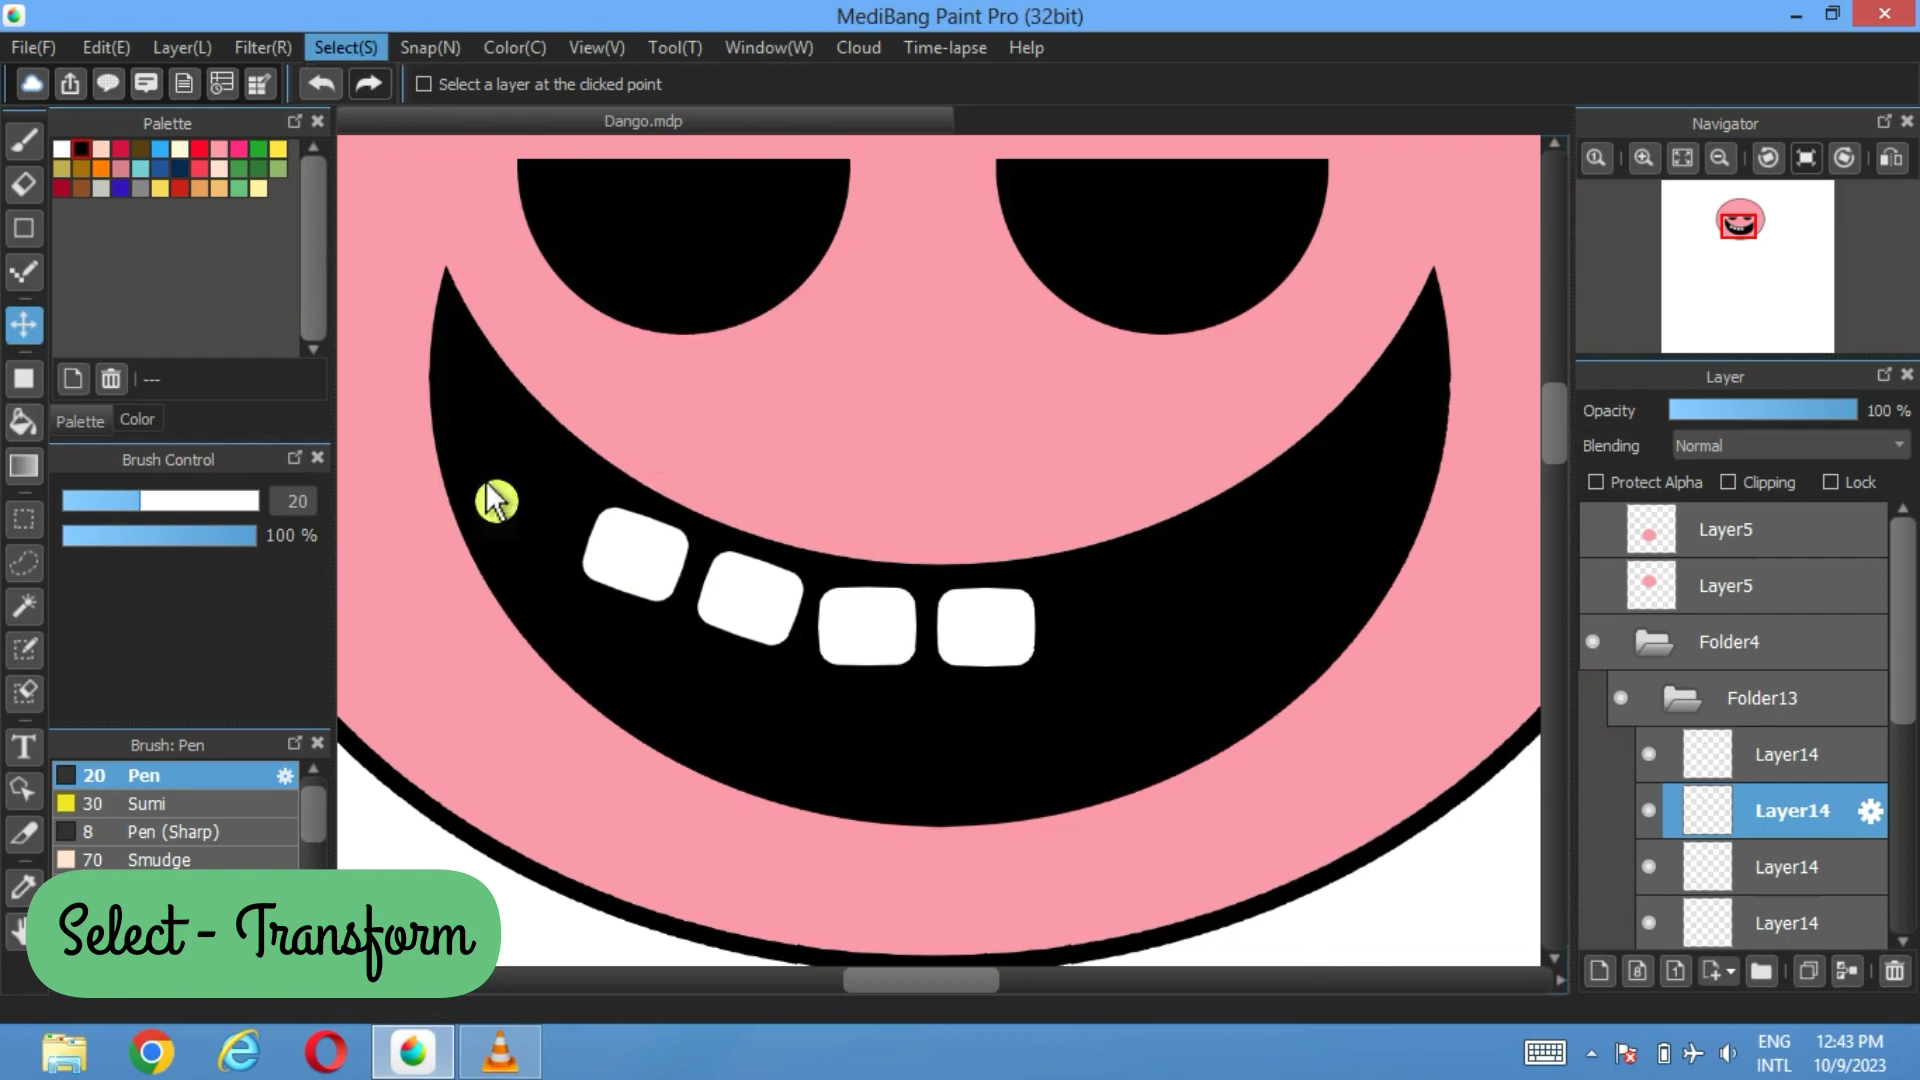 MediBang Paint Pro (32bit)
File(F) Edit(E) Layer(L) Filter(R) Select(S) Snap(N) Color(C) View(V) Tool(T) Window(W) Cloud Time-lapse Help
Select a layer at the clicked point
Palette
Dango.mdp
Navigator
---
Palette Color
Brush Control
20
100 %
Brush: Pen
20 Pen
30 Sumi
8 Pen (Sharp)
70 Smudge
Select - Transform
Layer
Opacity 100 %
Blending Normal
Protect Alpha Clipping Lock
Layer5
Layer5
Folder4
Folder13
Layer14
Layer14
Layer14
Layer14
ENG 12:43 PM
INTL 10/9/2023